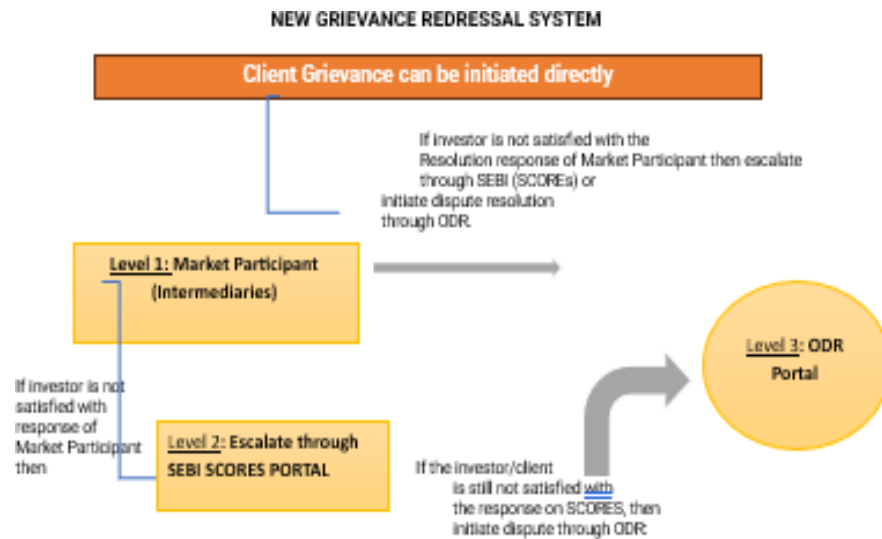 NEW GRIEVANCE REDRESSAL SYSTEM
Client Grievance can be initiated directly
If investor is not satisfied with the
Resolution response of Market Participant then escalate
through SEBI (SCOREs) or
initiate dispute resolution
through ODR.
Level 1: Market Participant
(Intermediaries)
Level 3: ODR
Portal
If investor is not
satisfied with
response of
Market Participant
then
Level 2: Escalate through
SEBI SCORES PORTAL
If the investor/client
is still not satisfied with
the response on SCORES, then
initiate dispute through ODR: